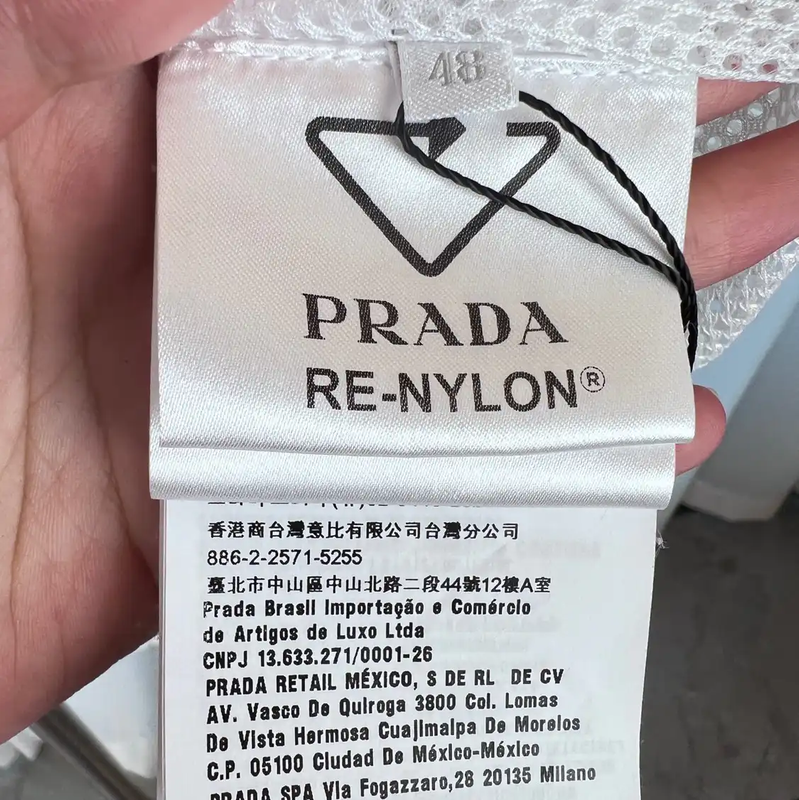 48
PRADA
RE-NYLON®
香港商台灣意比有限公司台灣分公司
886-2-2571-5255
臺北市中山區中山北路二段44號12樓A室
Prada Brasil Importação e Comércio
de Artigos de Luxo Ltda
CNPJ 13.633.271/0001-26
PRADA RETAIL MÉXICO, S DE RL DE CV
AV. Vasco De Quiroga 3800 Col. Lomas
De Vista Hermosa Cuajimalpa De Morelos
C.P. 05100 Ciudad De México-México
PRADA SPA Via Fogazzaro,28 20135 Milano